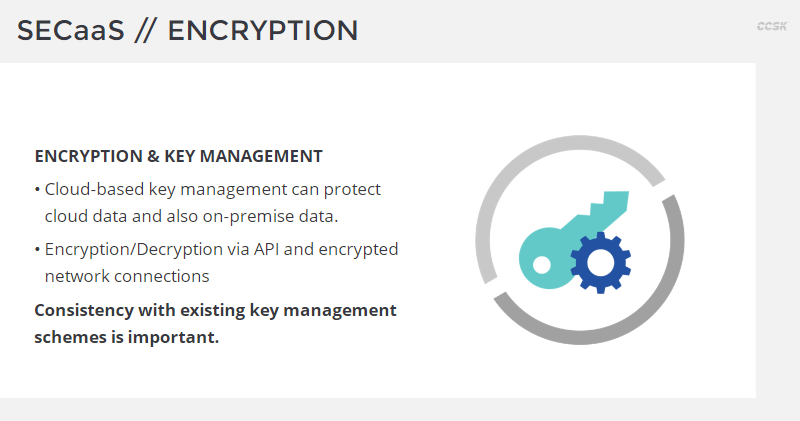 SECaaS // ENCRYPTION
CCSK
ENCRYPTION & KEY MANAGEMENT
• Cloud-based key management can protect
cloud data and also on-premise data.
• Encryption/Decryption via API and encrypted
network connections
Consistency with existing key management
schemes is important.